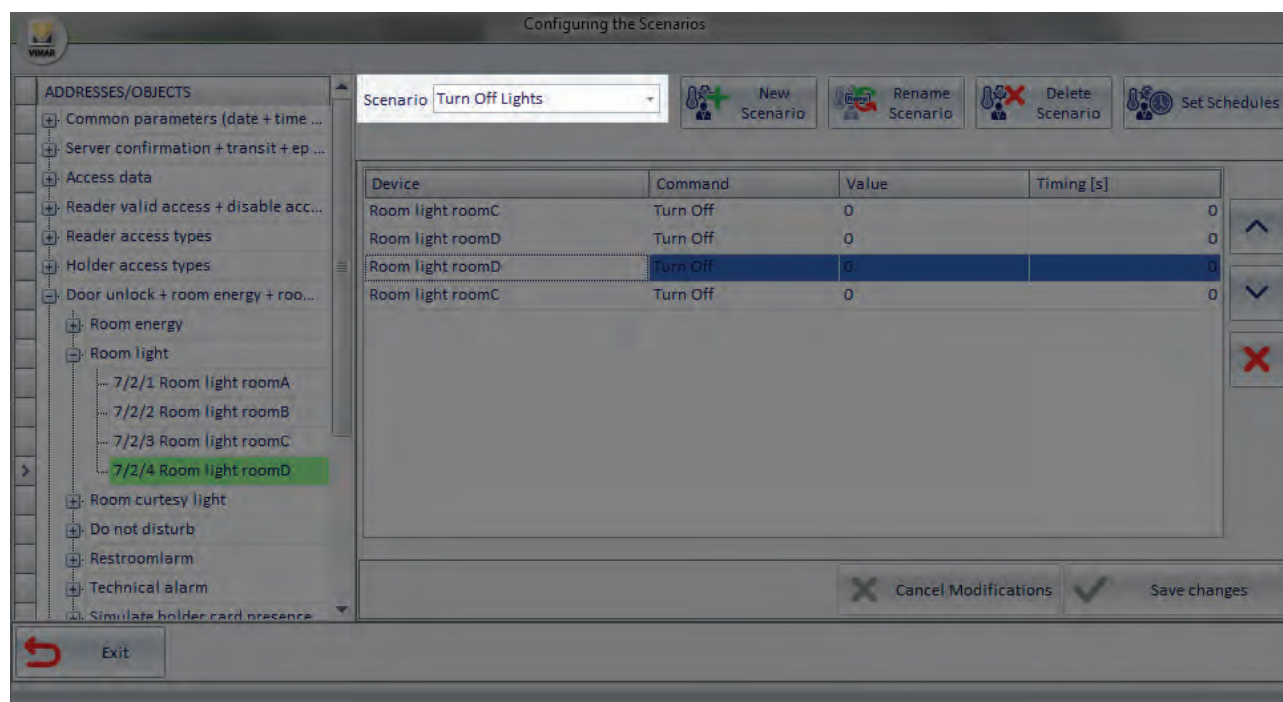 Configuring the Scenarios
VIMAR
ADDRESSES/OBJECTS
Common parameters (date + time ...
Server confirmation + transit + ep ...
Access data
Reader valid access + disable acc...
Reader access types
Holder access types
Door unlock + room energy + roo...
Room energy
Room light
7/2/1 Room light roomA
7/2/2 Room light roomB
7/2/3 Room light roomC
7/2/4 Room light roomD
Room curtesy light
Do not disturb
Restroomlarm
Technical alarm
Simulate holder card presence
Scenario Turn Off Lights
New Scenario
Rename Scenario
Delete Scenario
Set Schedules
Device Command Value Timing [s]
Room light roomC Turn Off 0 0
Room light roomD Turn Off 0 0
Room light roomD Turn Off 0 0
Room light roomC Turn Off 0 0
Cancel Modifications
Save changes
Exit